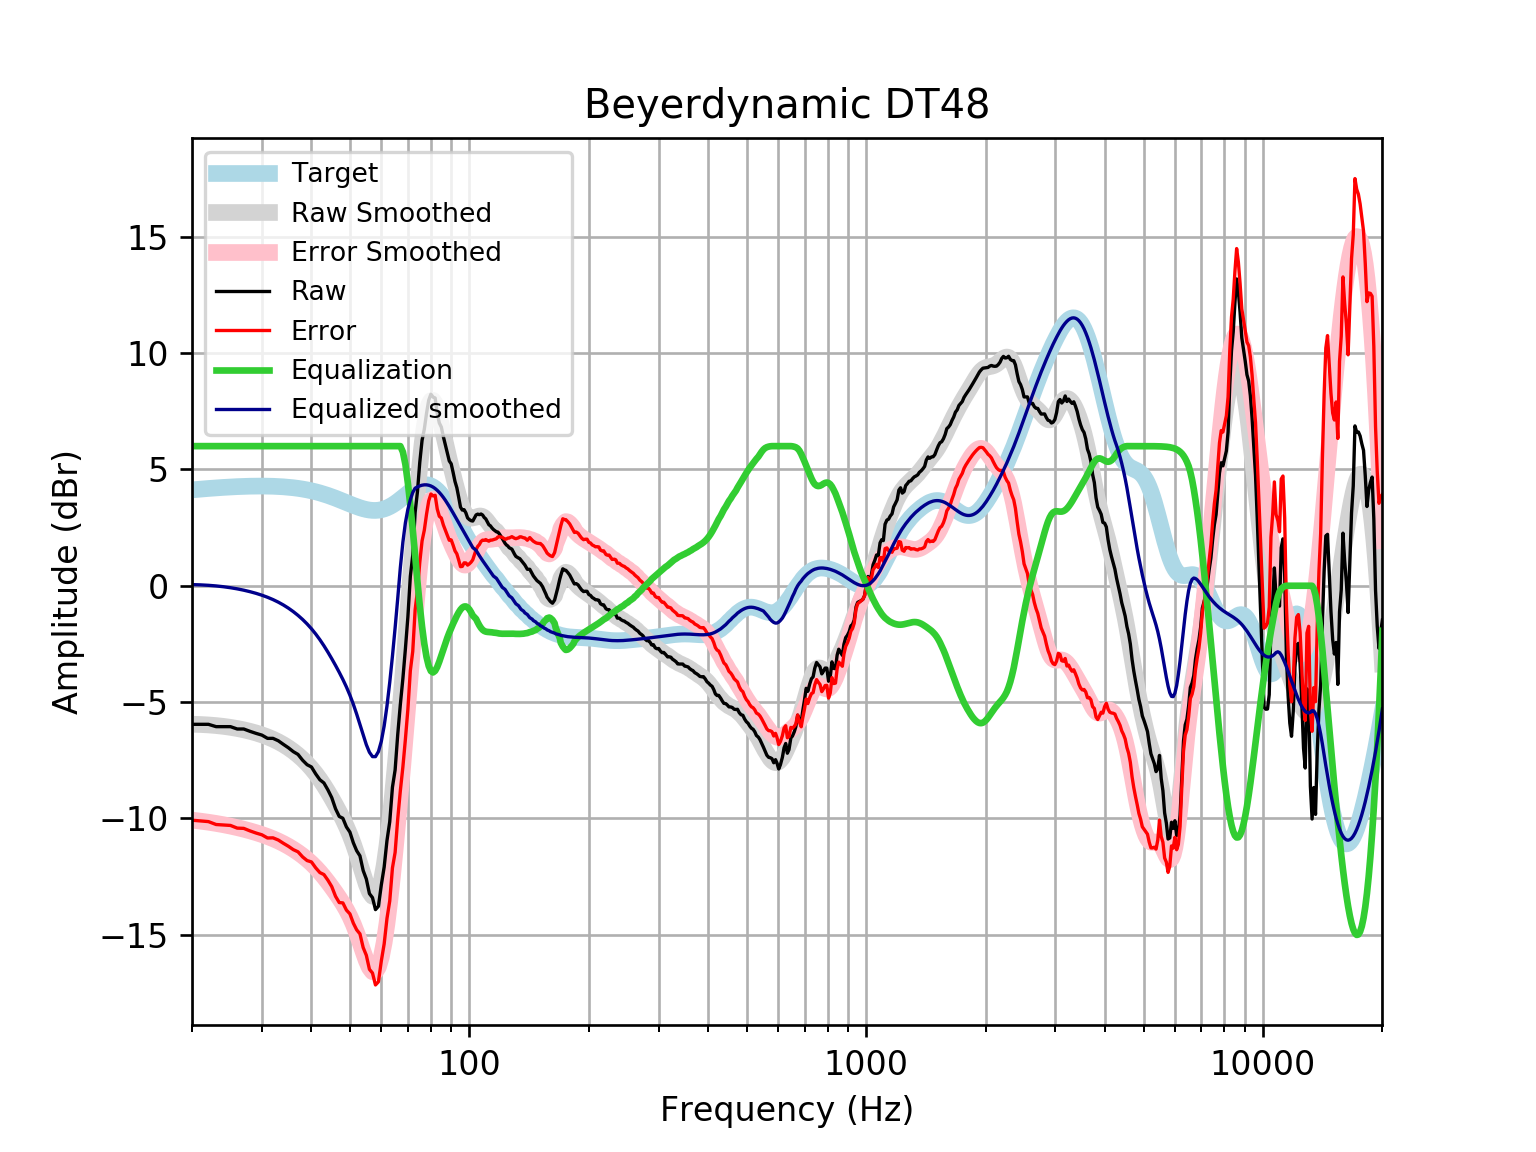 Beyerdynamic DT48
Target
Raw Smoothed
Error Smoothed
Raw
Error
Equalization
Equalized smoothed
15
10
5
0
−5
−10
−15
Amplitude (dBr)
100
1000
10000
Frequency (Hz)